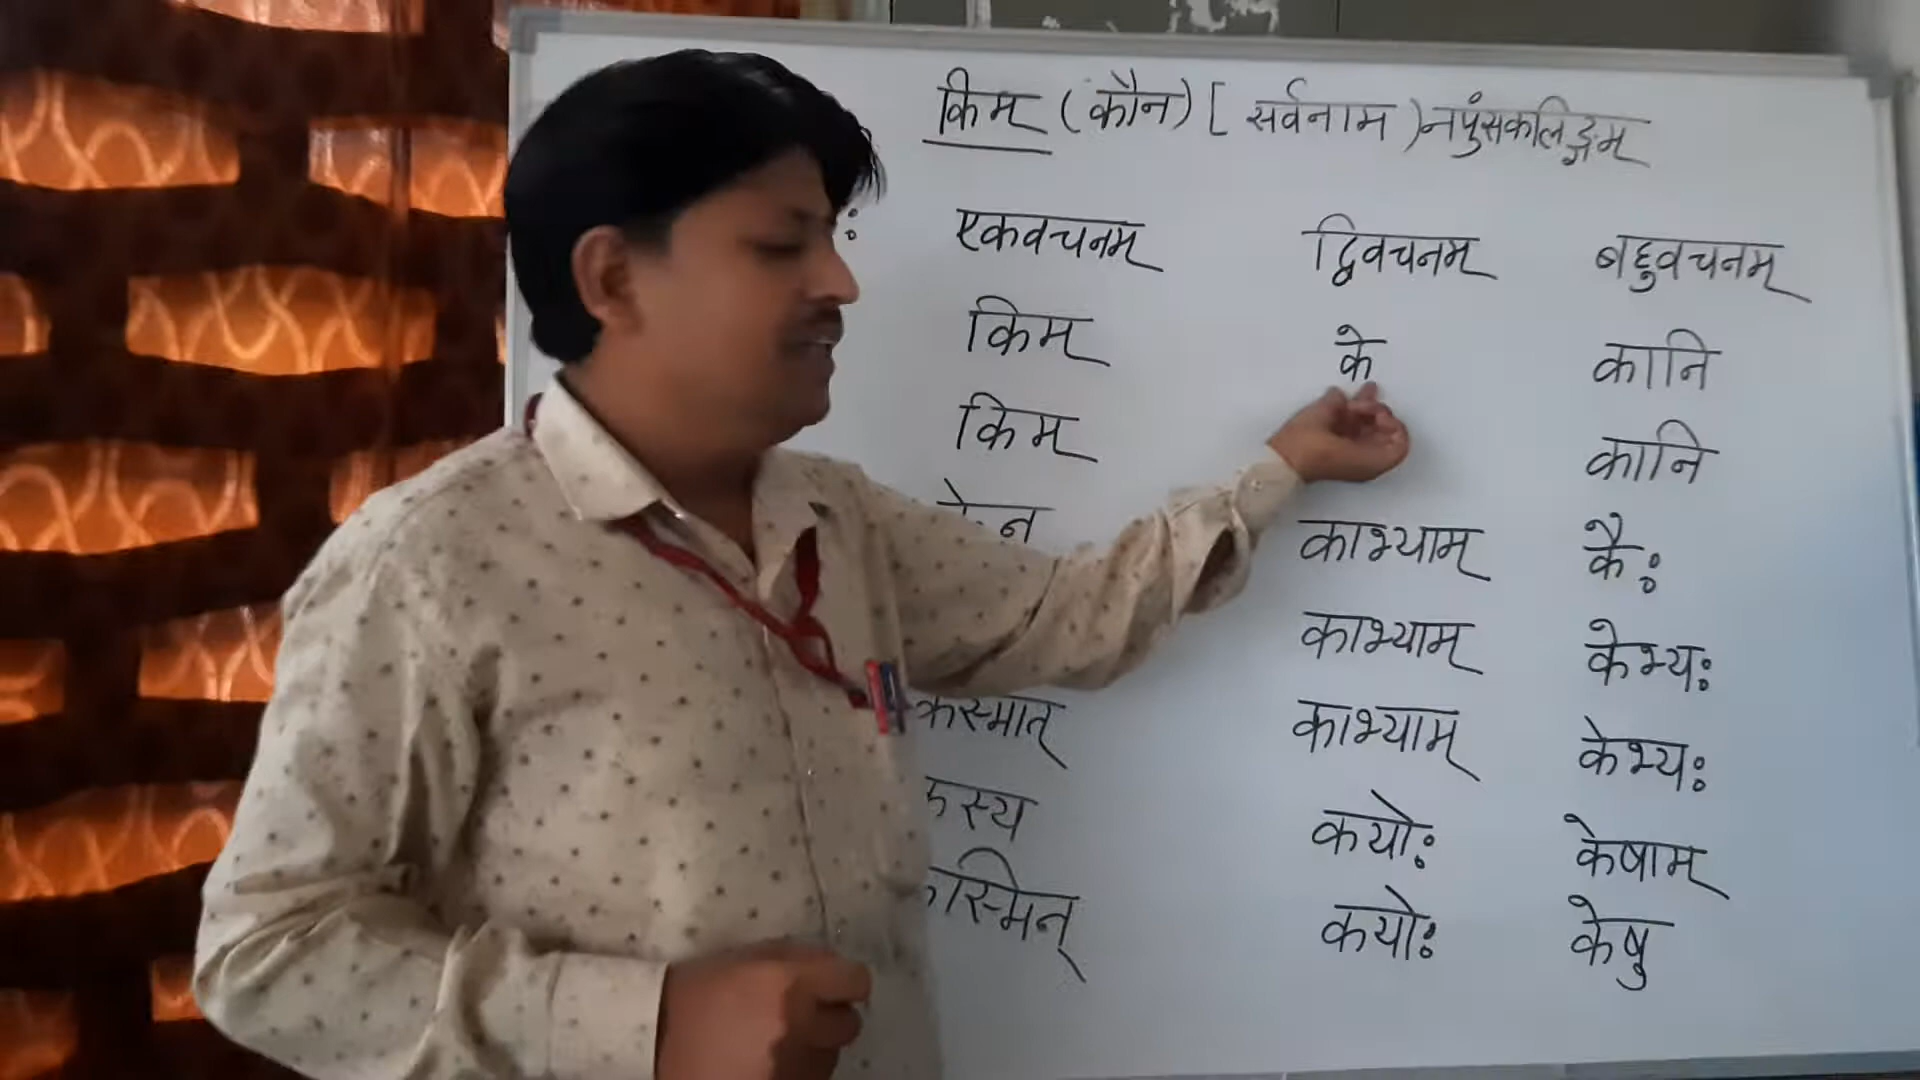 किम् (कौन) [ सर्वनाम ) नपुंसकलिङ्गम्
एकवचनम् द्विवचनम् बहुवचनम्
किम् के कानि
किम् कानि
काभ्याम् कैः
काभ्याम् केभ्यः
कस्मात् काभ्याम् केभ्यः
कस्य कयोः केषाम्
कस्मिन् कयोः केषु